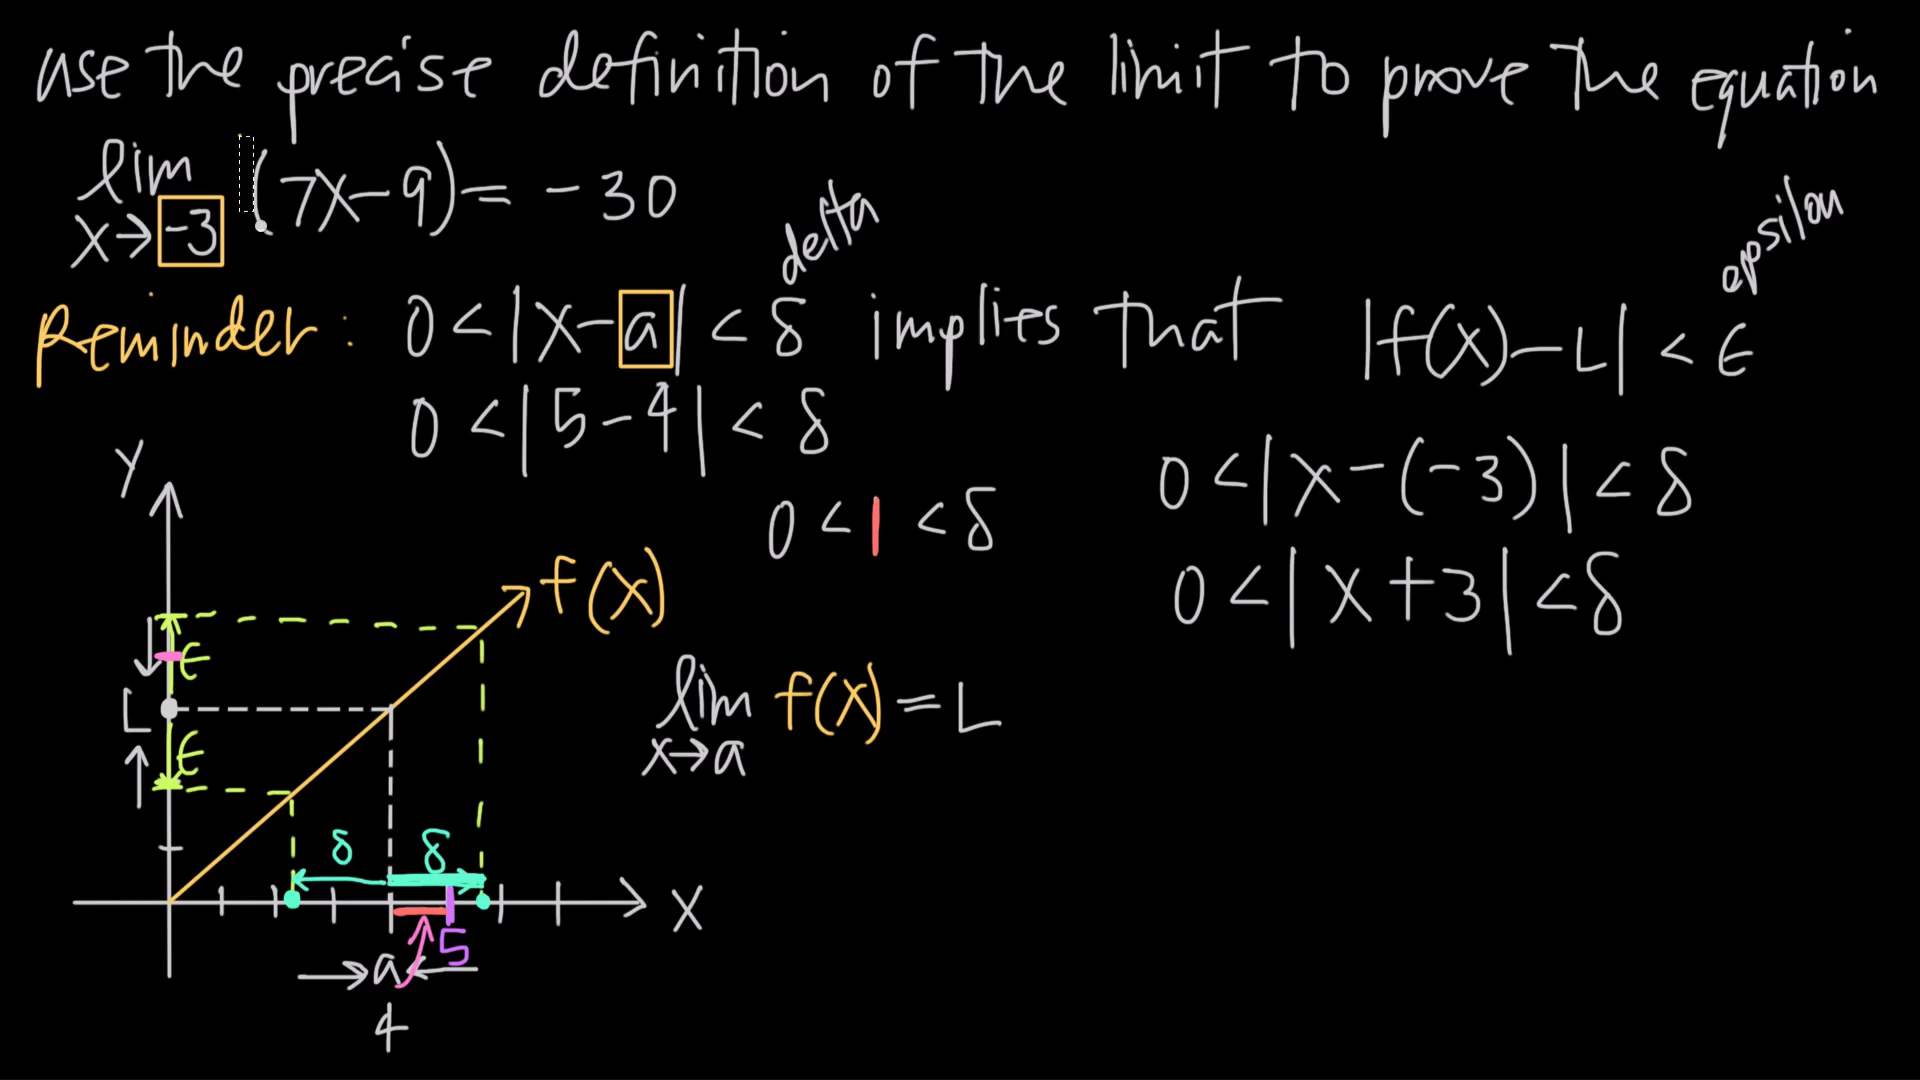 use the precise definition of the limit to prove the equation
lim (7x-9) = -30
x→-3
delta
epsilon
Reminder: 0 < |x-a| < δ implies that |f(x)-L| < ϵ
0 < |5-4| < δ
0 < |x-(-3)| < δ
0 < 1 < δ
0 < |x+3| < δ
y
f(x)
ϵ
L
ϵ
lim f(x) = L
x→a
δ δ
x
5
→a←
4